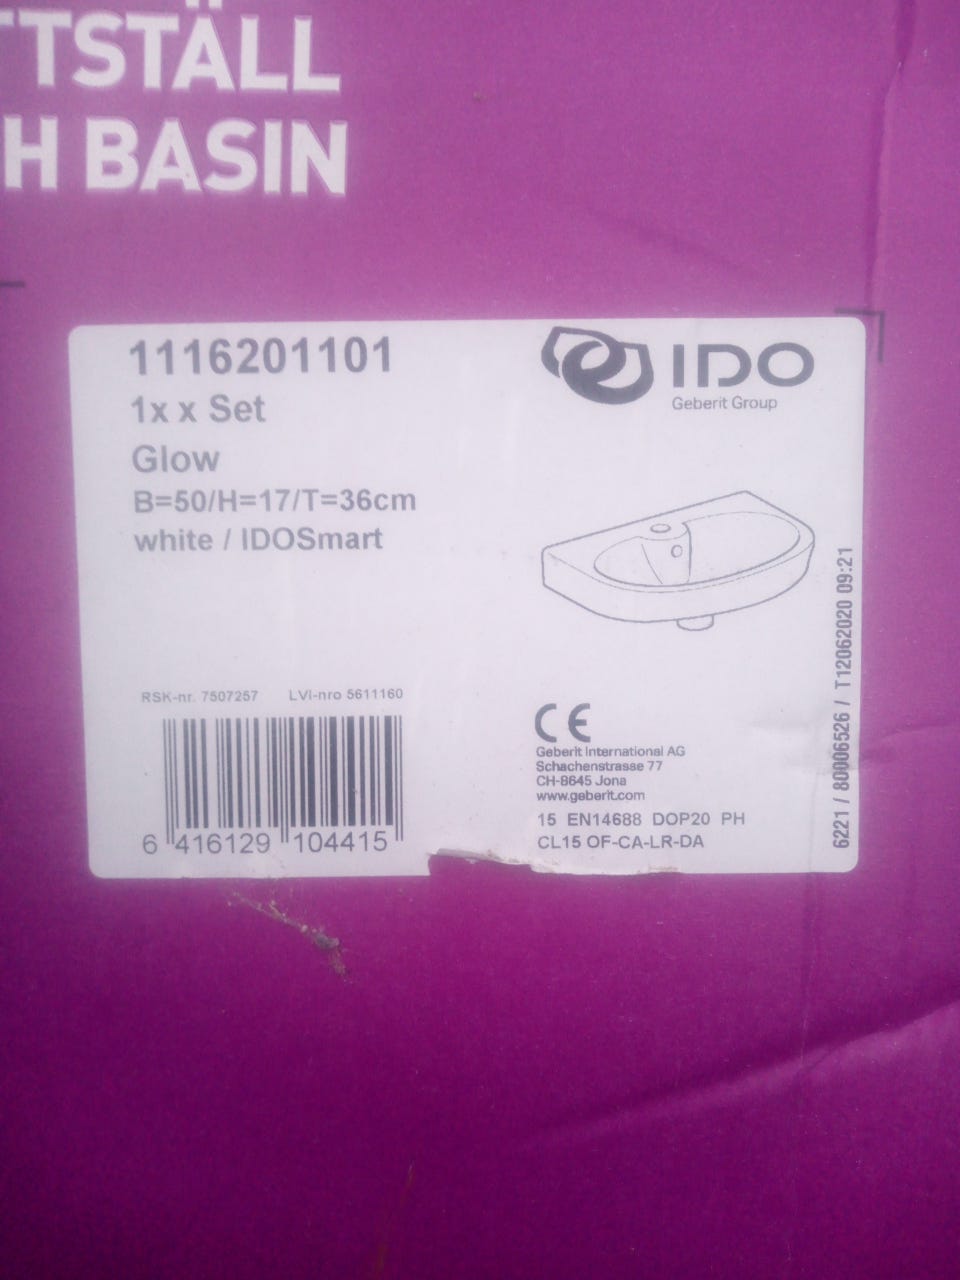 TTSTÄLL
H BASIN
1116201101
1x x Set
Glow
B=50/H=17/T=36cm
white / IDOSmart
IDO
Geberit Group
RSK-nr. 7507257 LVI-nro 5611160
6 416129 104415
CE
Geberit International AG
Schachenstrasse 77
CH-8645 Jona
www.geberit.com
15 EN14688 DOP20 PH
CL15 OF-CA-LR-DA
6221 / 80006526 / T12062020 09:21